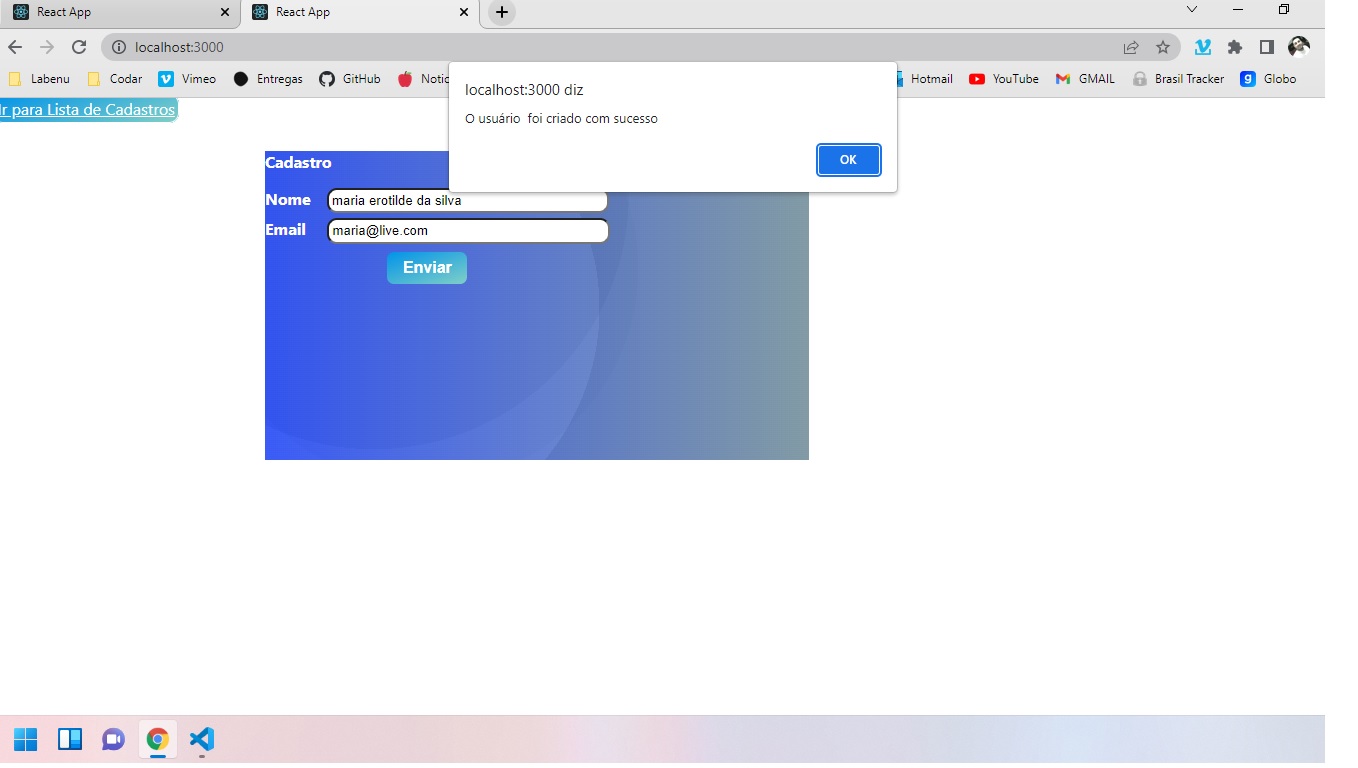 React App
React App
localhost:3000
Labenu
Codar
Vimeo
Entregas
GitHub
Notic
Hotmail
YouTube
GMAIL
Brasil Tracker
Globo
localhost:3000 diz
O usuário  foi criado com sucesso
OK
Ir para Lista de Cadastros
Cadastro
Nome
maria erotilde da silva
Email
maria@live.com
Enviar